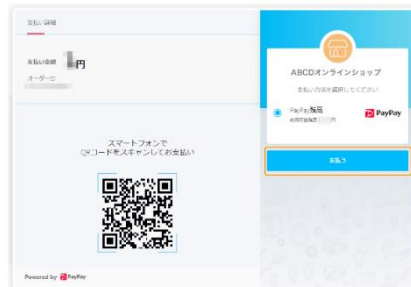 支払い詳細
支払い金額 円
オーダーID
スマートフォンで
QRコードをスキャンしてお支払い
Powered by PayPay
ABCDオンラインショップ
支払い方法を選択してください
PayPay残高
PayPay
支払う